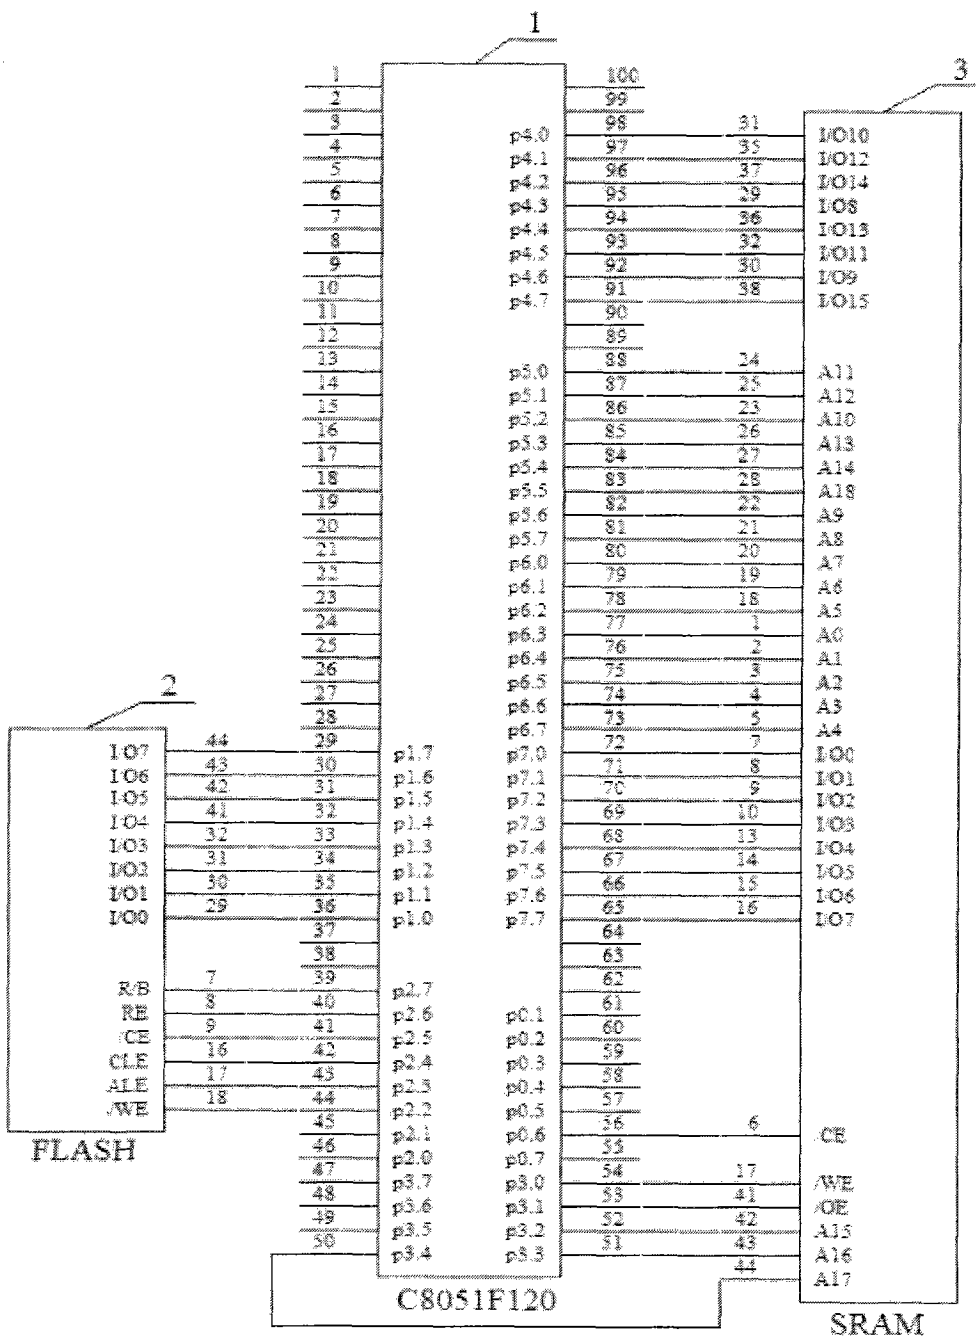 1
3
1 100
2 99
3 p4.0 98 31 I/O10
4 p4.1 97 35 I/O12
5 p4.2 96 37 I/O14
6 p4.3 95 29 I/O8
7 p4.4 94 36 I/O13
8 p4.5 93 32 I/O11
9 p4.6 92 30 I/O9
10 p4.7 91 38 I/O15
11 90
12 89
13 p5.0 88 24 A11
14 p5.1 87 25 A12
15 p5.2 86 23 A10
16 p5.3 85 26 A13
17 p5.4 84 27 A14
18 p5.5 83 28 A18
19 p5.6 82 22 A9
20 p5.7 81 21 A8
21 p6.0 80 20 A7
22 p6.1 79 19 A6
23 p6.2 78 18 A5
24 p6.3 77 1 A0
25 p6.4 76 2 A1
26 p6.5 75 3 A2
27 p6.6 74 4 A3
2
28 p6.7 73 5 A4
I/O7 44 29 p1.7 p7.0 72 7 I/O0
I/O6 43 30 p1.6 p7.1 71 8 I/O1
I/O5 42 31 p1.5 p7.2 70 9 I/O2
I/O4 41 32 p1.4 p7.3 69 10 I/O3
I/O3 32 33 p1.3 p7.4 68 13 I/O4
I/O2 31 34 p1.2 p7.5 67 14 I/O5
I/O1 30 35 p1.1 p7.6 66 15 I/O6
I/O0 29 36 p1.0 p7.7 65 16 I/O7
37 64
38 63
R/B 7 39 p2.7 62
RE 8 40 p2.6 p0.1 61
/CE 9 41 p2.5 p0.2 60
CLE 16 42 p2.4 p0.3 59
ALE 17 43 p2.3 p0.4 58
/WE 18 44 p2.2 p0.5 57
45 p2.1 p0.6 56 6 /CE
FLASH
46 p2.0 p0.7 55
47 p3.7 p3.0 54 17 /WE
48 p3.6 p3.1 53 41 /OE
49 p3.5 p3.2 52 42 A15
50 p3.4 p3.3 51 43 A16
44 A17
C8051F120
SRAM